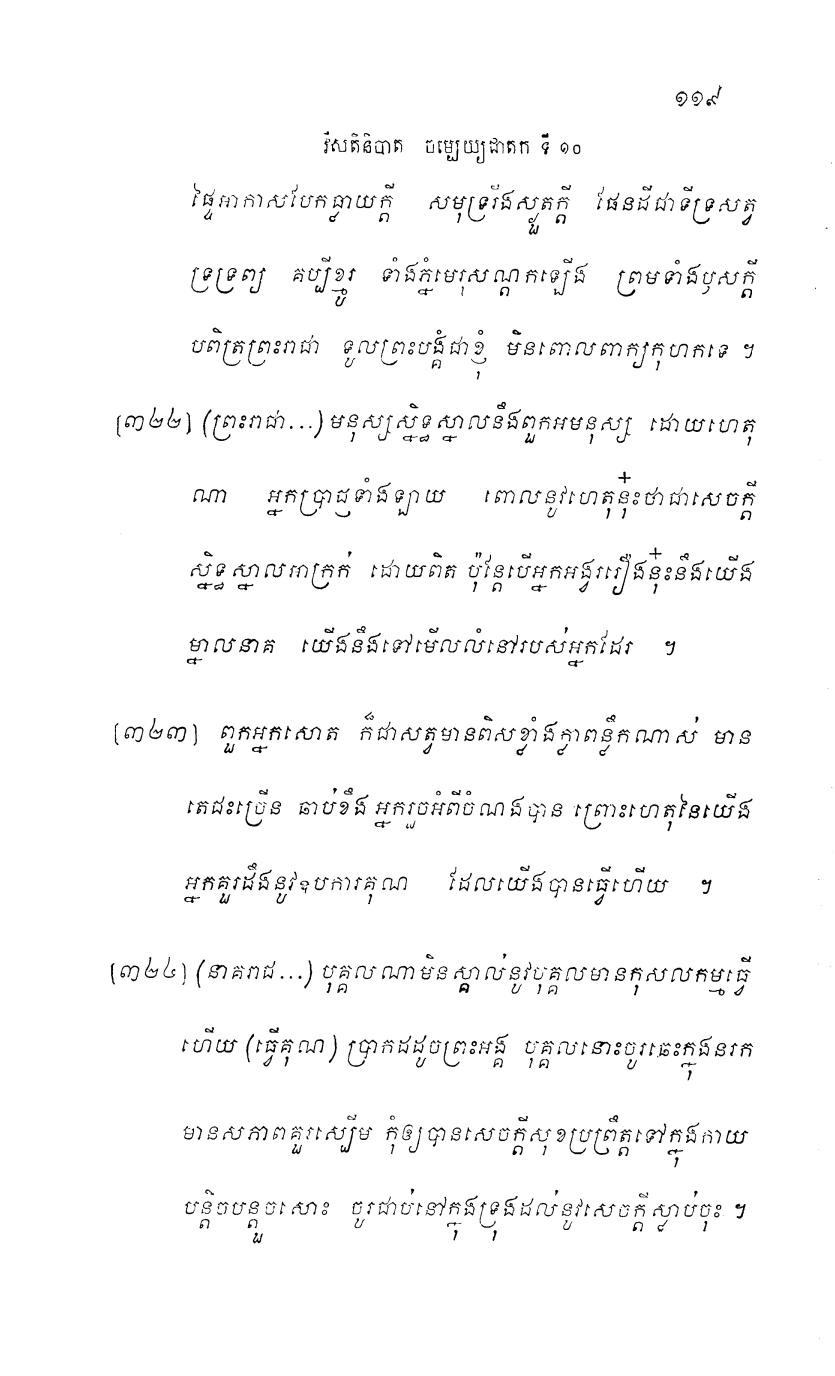 ១១៩
វីសតិនិបាត ចម្បេយ្យជាតក ទី ១០
ផ្ទៃអាកាសបែកធ្លាយក្តី សមុទ្ររីងស្ងួតក្តី ផែនដីជាទីទ្រសត្វ
ទ្រទ្រព្យ គប្បីខ្មូរ ទាំងភ្នំមេរុសណ្តកឡើង ព្រមទាំងឫសក្តី
បពិត្រព្រះរាជា ទូលព្រះបង្គំជាខ្ញុំ មិនពោលពាក្យកុហកទេ ។
[៣២២] (ព្រះរាជា...) មនុស្សស្និទ្ធស្នាលនឹងពួកអមនុស្ស ដោយហេតុ
ណា អ្នកប្រាជ្ញទាំងឡាយ ពោលនូវហេតុនុ៎ះថាជាសេចក្តី
ស្និទ្ធស្នាលអាក្រក់ ដោយពិត ប៉ុន្តែបើអ្នកអង្វររឿងនុ៎ះនឹងយើង
ម្នាលនាគ យើងនឹងទៅមើលលំនៅរបស់អ្នកដែរ ។
[៣២៣] ពួកអ្នកសោត ក៏ជាសត្វមានពិសខ្លាំងក្លាពន្លឹកណាស់ មាន
តេជះច្រើន ឆាប់ខឹង អ្នករួចអំពីចំណងបាន ព្រោះហេតុនៃយើង
អ្នកគួរដឹងនូវឧបការគុណ ដែលយើងបានធ្វើហើយ ។
[៣២៤] (នាគរាជ...) បុគ្គលណាមិនស្គាល់នូវបុគ្គលមានកុសលកម្មធ្វើ
ហើយ (ធ្វើគុណ) ប្រាកដដូចព្រះអង្គ បុគ្គលនោះចូរឆេះក្នុងនរក
មានសភាពគួរស្បើម កុំឲ្យបានសេចក្តីសុខប្រព្រឹត្តទៅក្នុងកាយ
បន្តិចបន្តួចសោះ ចូរជាប់នៅក្នុងទ្រុងដល់នូវសេចក្តីស្លាប់ចុះ ។